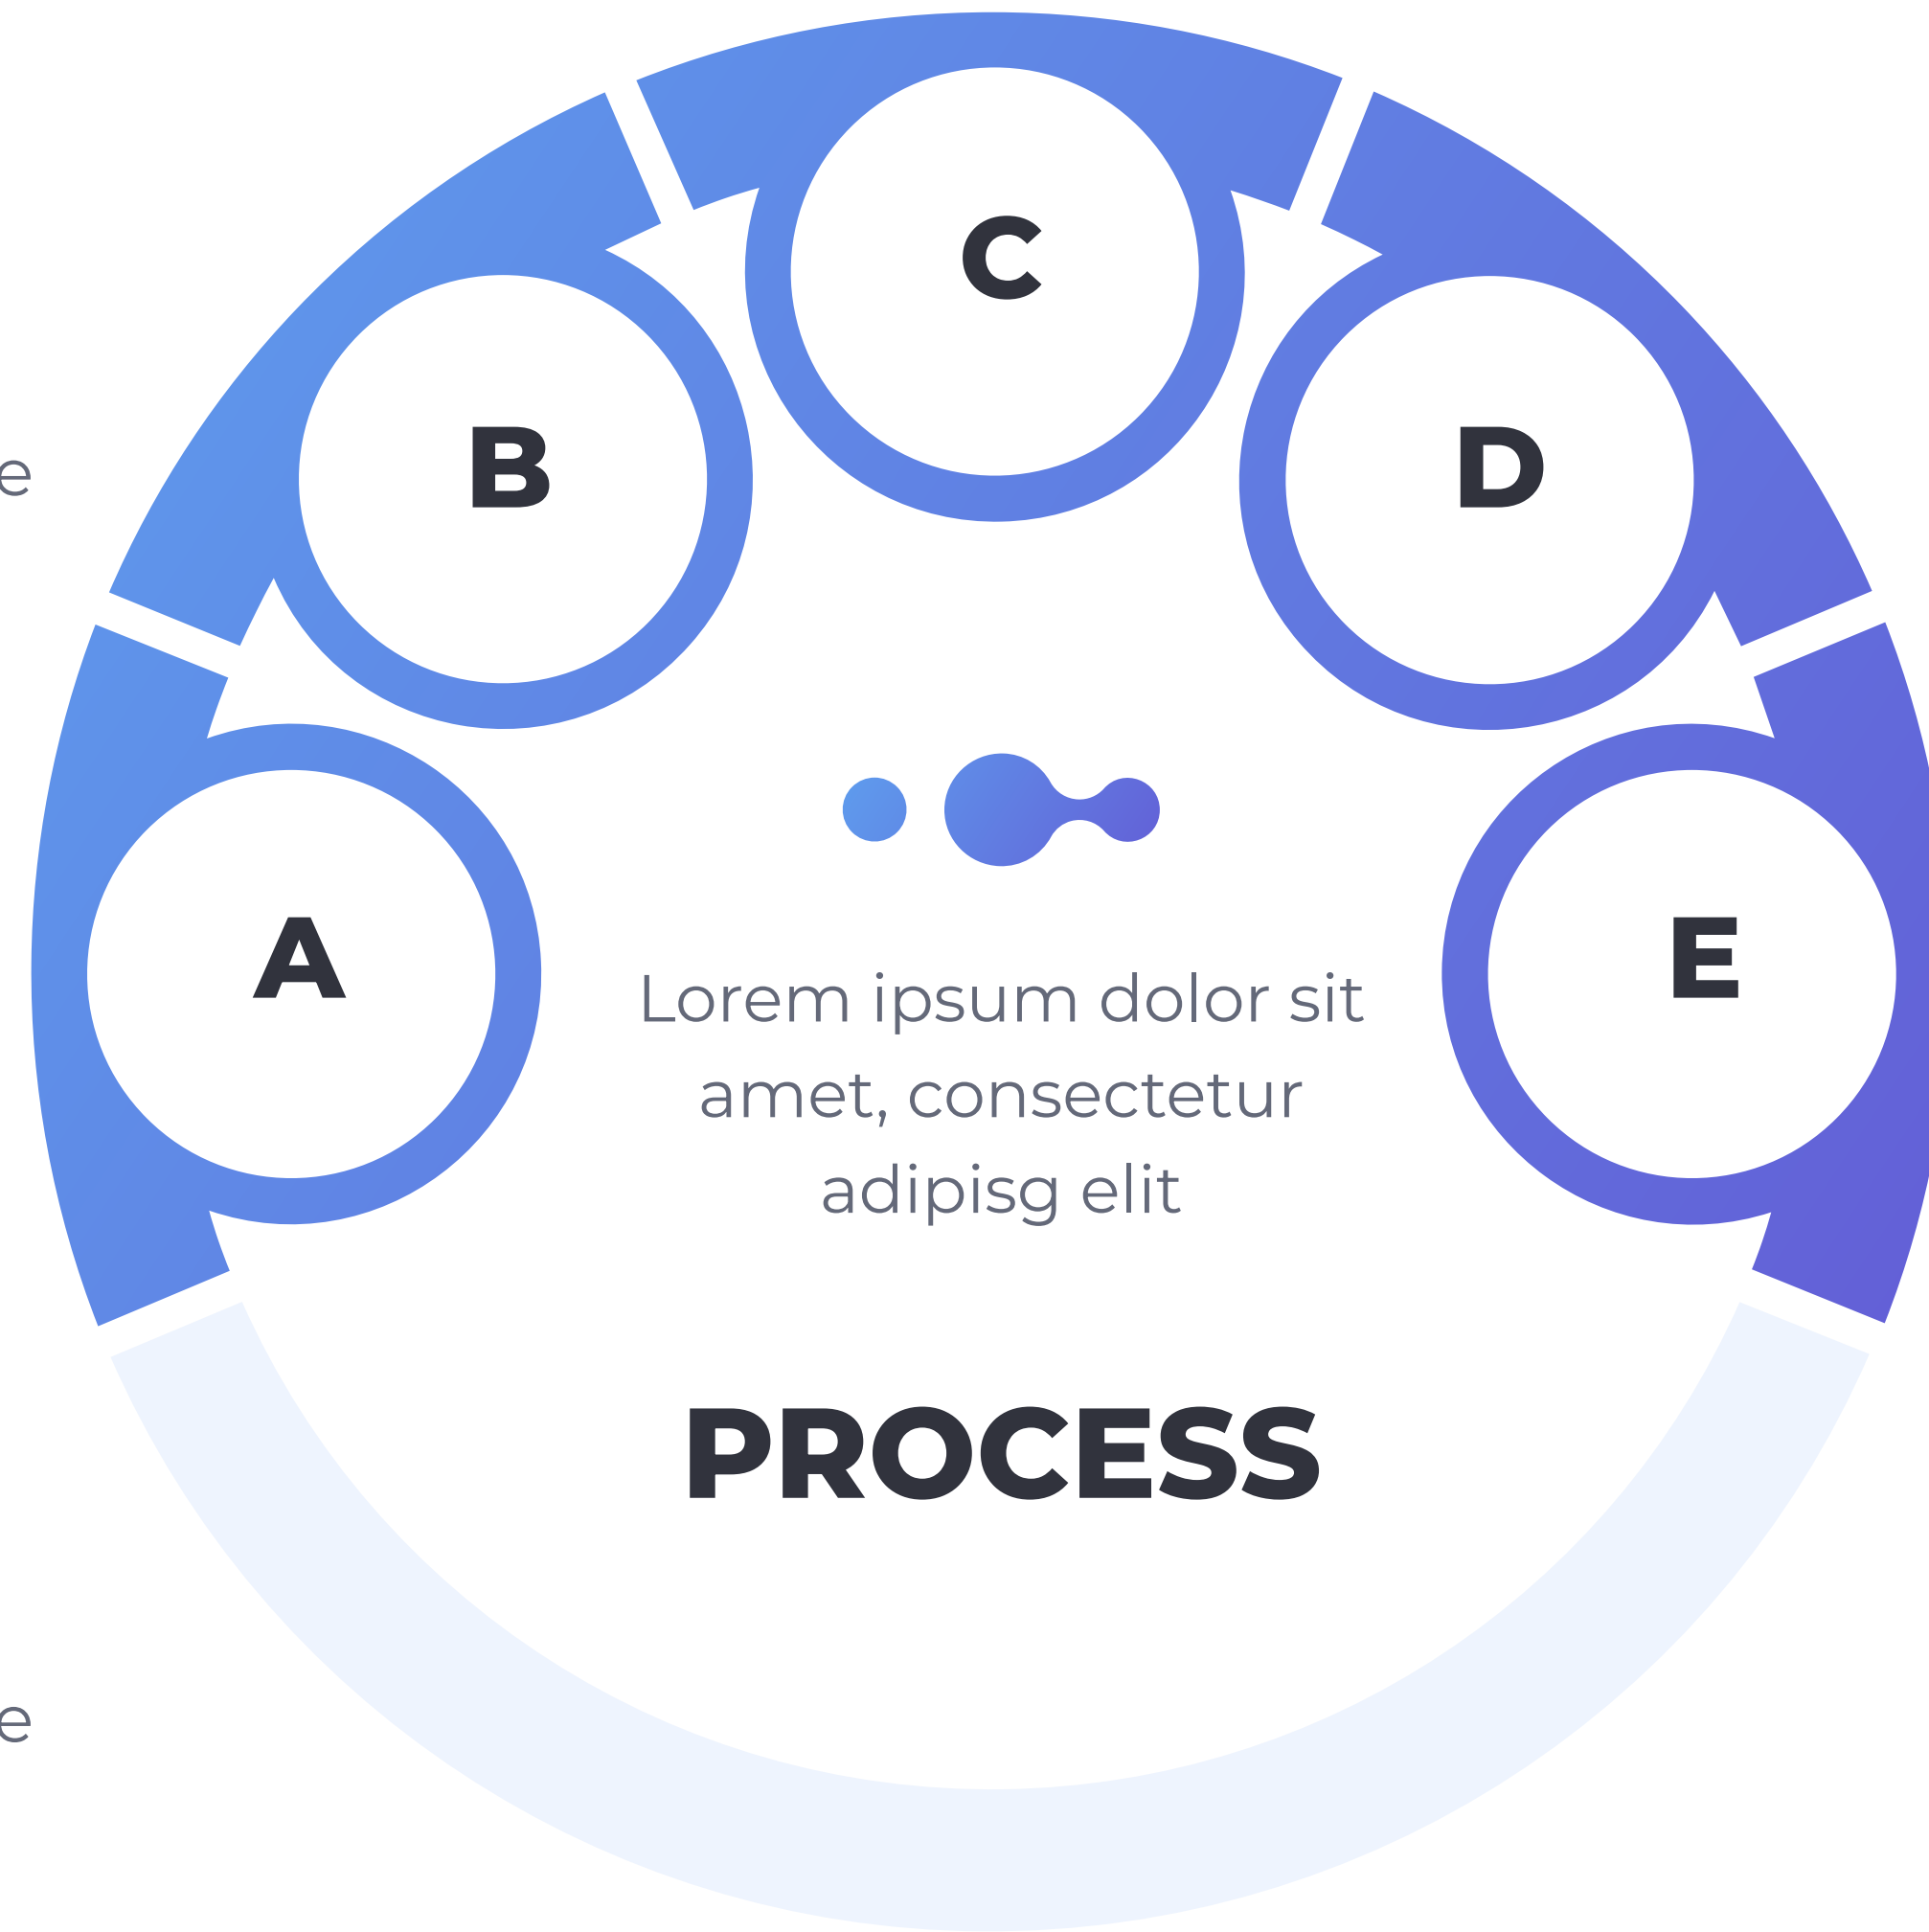 C
B
D
e
A
E
Lorem ipsum dolor sit
amet, consectetur
adipisg elit
PROCESS
e